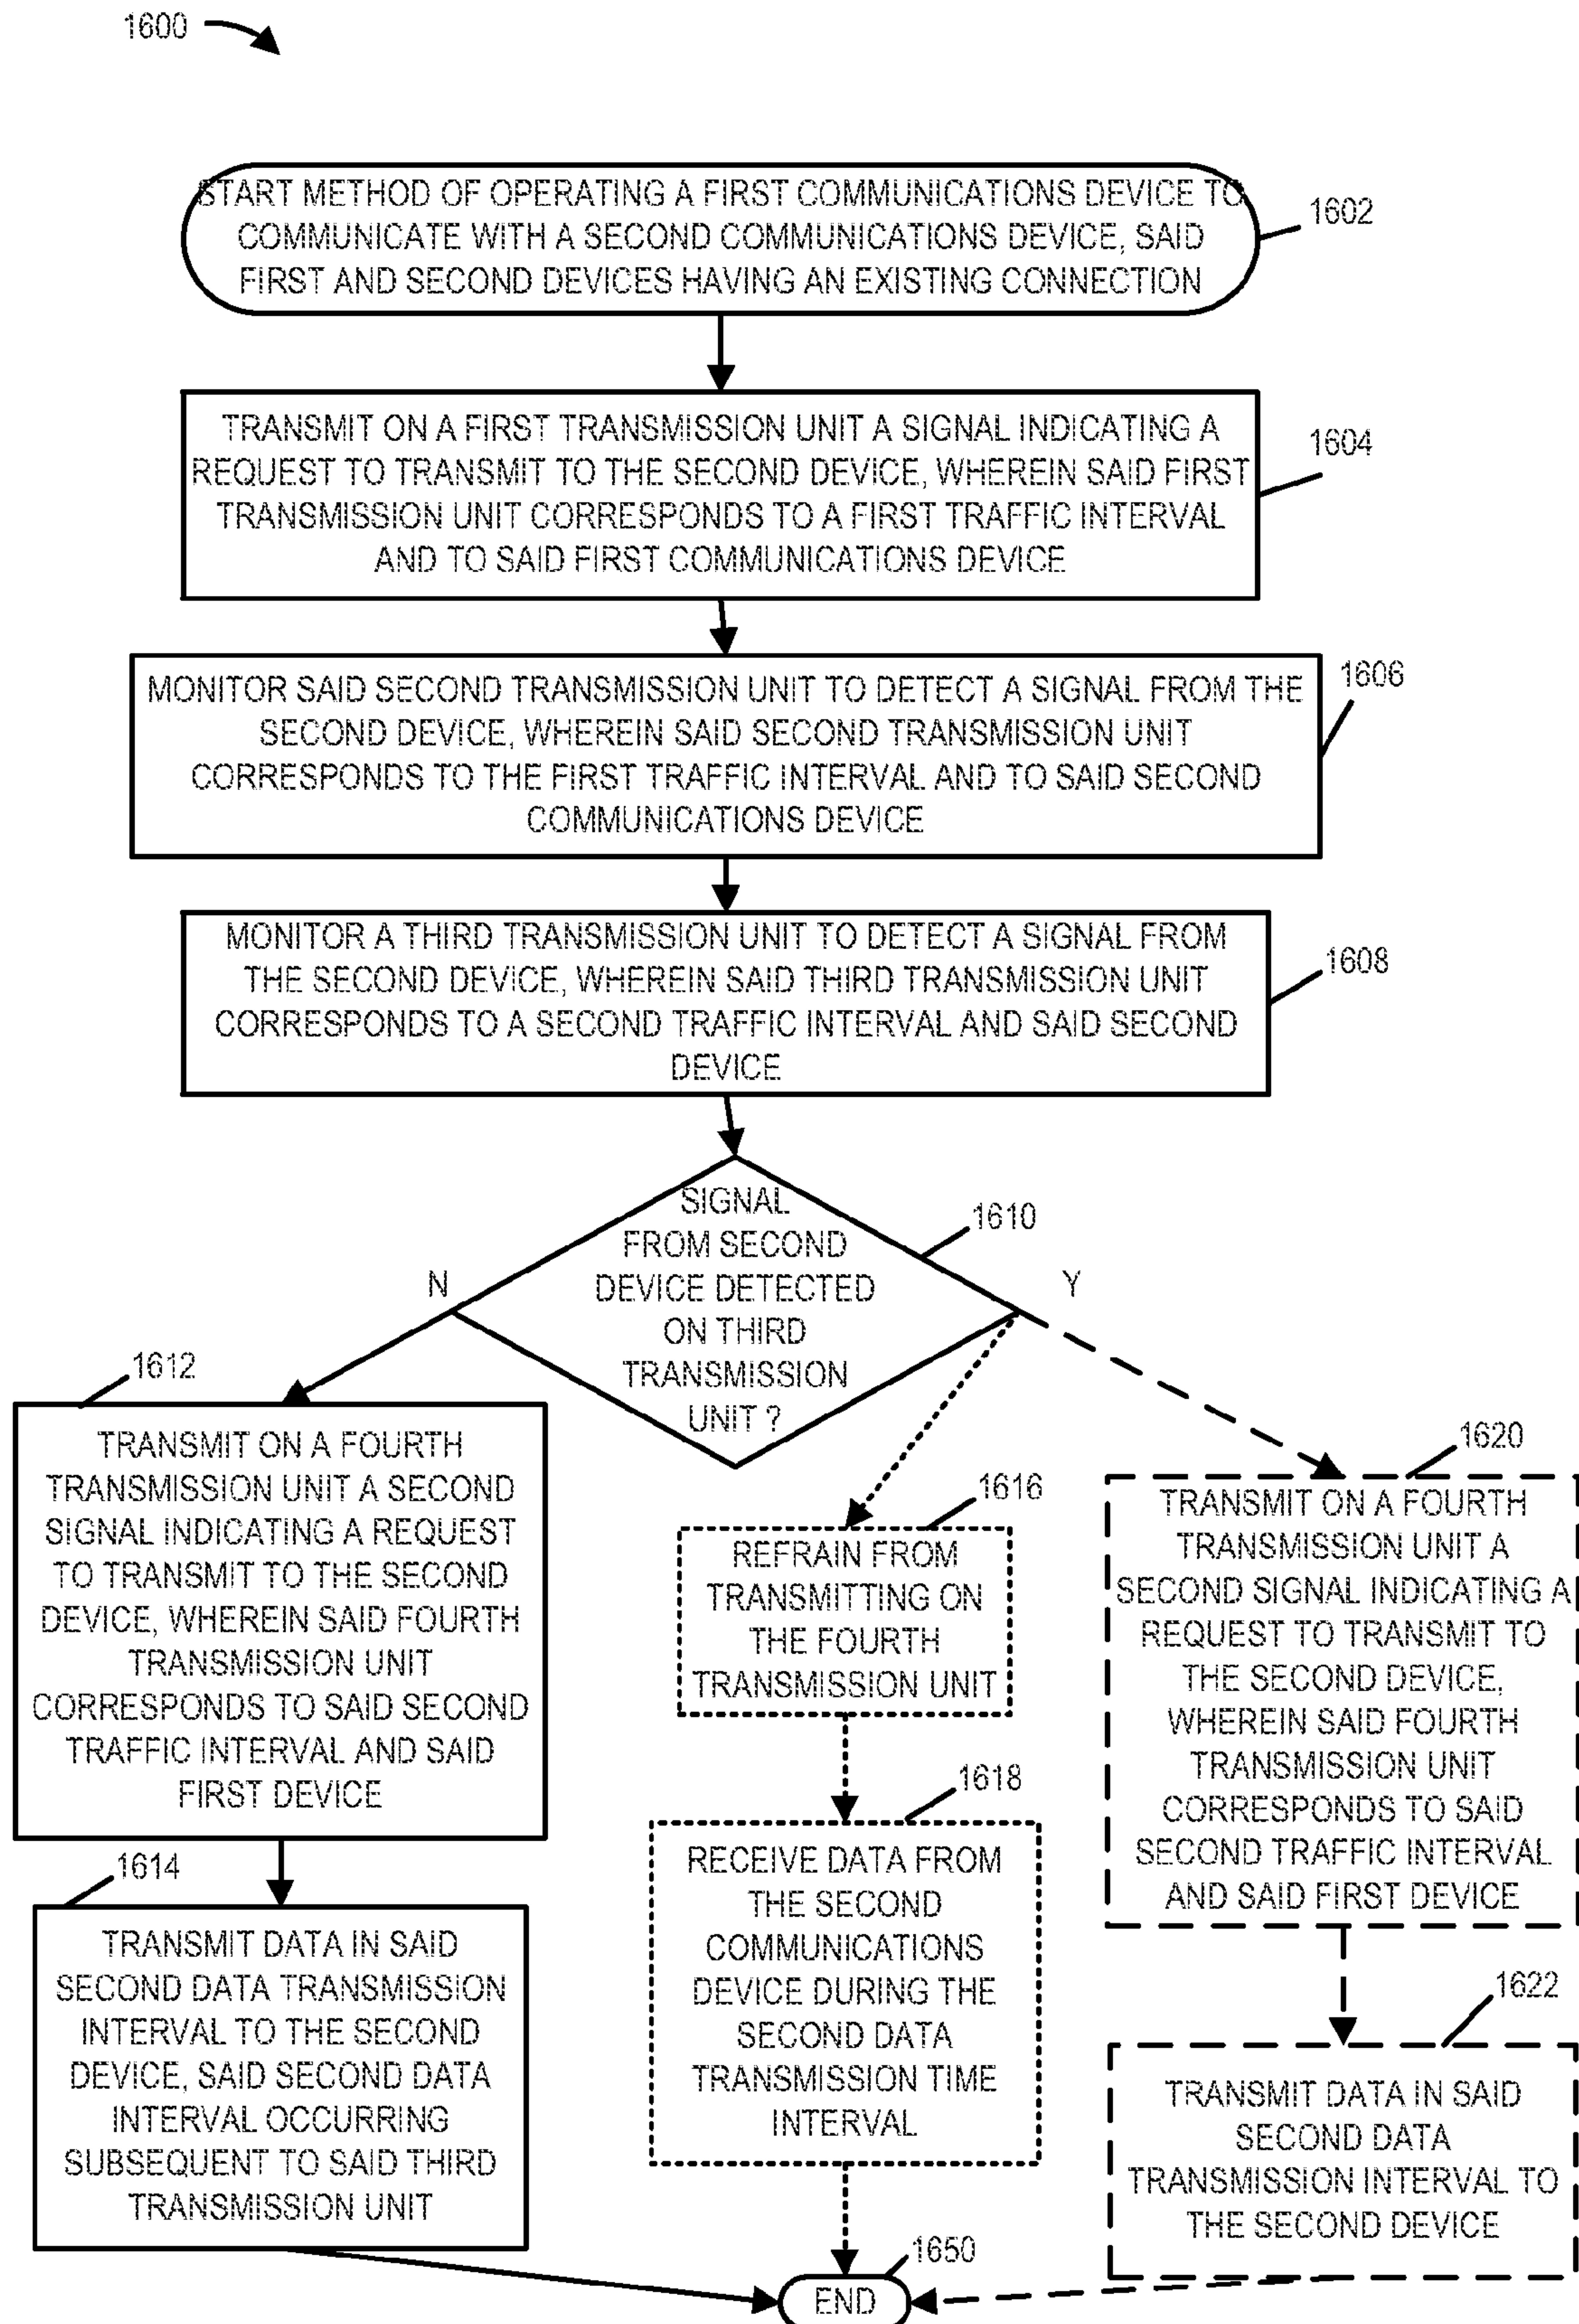 1600
START METHOD OF OPERATING A FIRST COMMUNICATIONS DEVICE TO
COMMUNICATE WITH A SECOND COMMUNICATIONS DEVICE, SAID
FIRST AND SECOND DEVICES HAVING AN EXISTING CONNECTION
1602
TRANSMIT ON A FIRST TRANSMISSION UNIT A SIGNAL INDICATING A
REQUEST TO TRANSMIT TO THE SECOND DEVICE, WHEREIN SAID FIRST
TRANSMISSION UNIT CORRESPONDS TO A FIRST TRAFFIC INTERVAL
AND TO SAID FIRST COMMUNICATIONS DEVICE
1604
MONITOR SAID SECOND TRANSMISSION UNIT TO DETECT A SIGNAL FROM THE
SECOND DEVICE, WHEREIN SAID SECOND TRANSMISSION UNIT
CORRESPONDS TO THE FIRST TRAFFIC INTERVAL AND TO SAID SECOND
COMMUNICATIONS DEVICE
1606
MONITOR A THIRD TRANSMISSION UNIT TO DETECT A SIGNAL FROM
THE SECOND DEVICE, WHEREIN SAID THIRD TRANSMISSION UNIT
CORRESPONDS TO A SECOND TRAFFIC INTERVAL AND SAID SECOND
DEVICE
1608
SIGNAL
FROM SECOND
DEVICE DETECTED
ON THIRD
TRANSMISSION
UNIT ?
1610
N
Y
1612
TRANSMIT ON A FOURTH
TRANSMISSION UNIT A SECOND
SIGNAL INDICATING A REQUEST
TO TRANSMIT TO THE SECOND
DEVICE, WHEREIN SAID FOURTH
TRANSMISSION UNIT
CORRESPONDS TO SAID SECOND
TRAFFIC INTERVAL AND SAID
FIRST DEVICE
1614
TRANSMIT DATA IN SAID
SECOND DATA TRANSMISSION
INTERVAL TO THE SECOND
DEVICE, SAID SECOND DATA
INTERVAL OCCURRING
SUBSEQUENT TO SAID THIRD
TRANSMISSION UNIT
1616
REFRAIN FROM
TRANSMITTING ON
THE FOURTH
TRANSMISSION UNIT
1618
RECEIVE DATA FROM
THE SECOND
COMMUNICATIONS
DEVICE DURING THE
SECOND DATA
TRANSMISSION TIME
INTERVAL
1620
TRANSMIT ON A FOURTH
TRANSMISSION UNIT A
SECOND SIGNAL INDICATING A
REQUEST TO TRANSMIT TO
THE SECOND DEVICE,
WHEREIN SAID FOURTH
TRANSMISSION UNIT
CORRESPONDS TO SAID
SECOND TRAFFIC INTERVAL
AND SAID FIRST DEVICE
1622
TRANSMIT DATA IN SAID
SECOND DATA
TRANSMISSION INTERVAL TO
THE SECOND DEVICE
1650
END